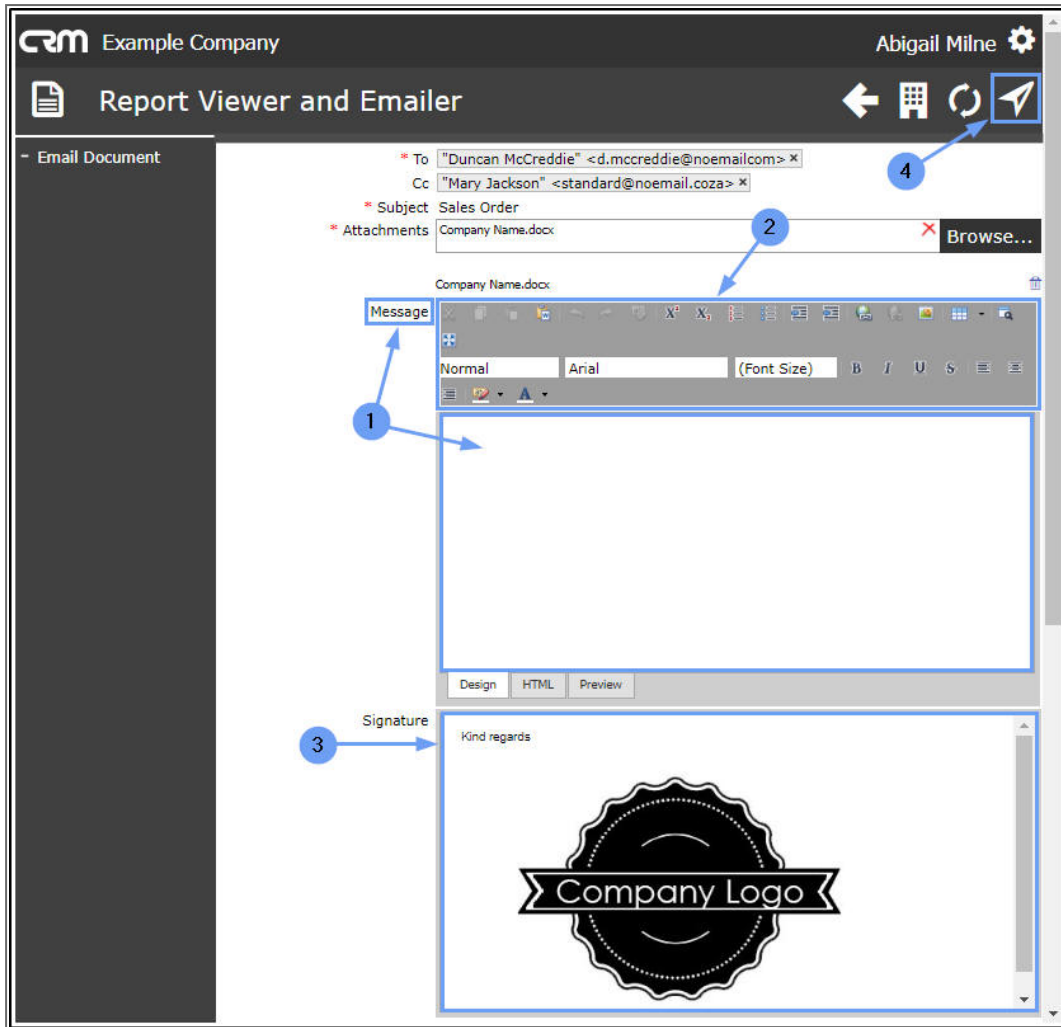 CRM Example Company Abigail Milne
Report Viewer and Emailer
4
- Email Document
* To "Duncan McCreddie" <d.mccreddie@noemailcom> ×
Cc "Mary Jackson" <standard@noemail.coza> ×
* Subject Sales Order
2
* Attachments Company Name.docx × Browse...
Company Name.docx
Message X² X₂
Normal Arial (Font Size) B I U S
A
1
Design HTML Preview
Signature
3
Kind regards
Company Logo